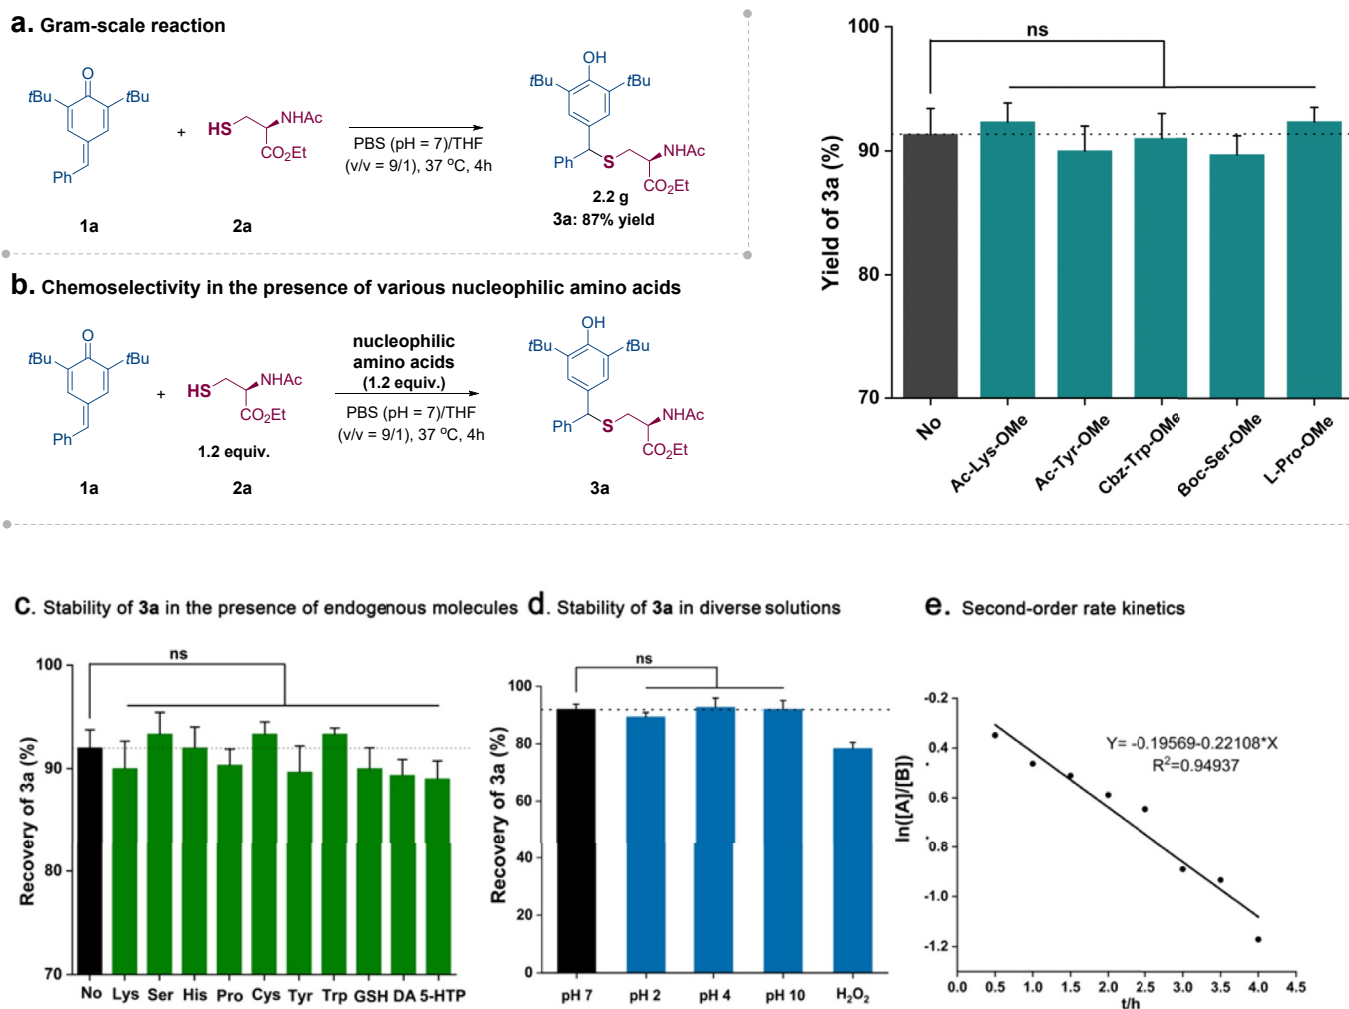 a. Gram-scale reaction
O
tBu
tBu
Ph
1a
+
HS
NHAc
CO2Et
2a
PBS (pH = 7)/THF
(v/v = 9/1), 37 oC, 4h
OH
tBu
tBu
Ph
S
NHAc
CO2Et
2.2 g
3a: 87% yield
b. Chemoselectivity in the presence of various nucleophilic amino acids
O
tBu
tBu
Ph
1a
+
HS
NHAc
CO2Et
1.2 equiv.
2a
nucleophilic
amino acids
(1.2 equiv.)
PBS (pH = 7)/THF
(v/v = 9/1), 37 oC, 4h
OH
tBu
tBu
Ph
S
NHAc
CO2Et
3a
Yield of 3a (%)
100
90
80
70
ns
No
Ac-Lys-OMe
Ac-Tyr-OMe
Cbz-Trp-OMe
Boc-Ser-OMe
L-Pro-OMe
c. Stability of 3a in the presence of endogenous molecules
Recovery of 3a (%)
100
90
80
70
ns
No Lys Ser His Pro Cys Tyr Trp GSH DA 5-HTP
d. Stability of 3a in diverse solutions
Recovery of 3a (%)
100
80
60
40
20
0
ns
pH 7 pH 2 pH 4 pH 10 H2O2
e. Second-order rate kinetics
ln([A]/[B])
-0.2
0.4
0.6
0.8
-1.0
-1.2
Y= -0.19569-0.22108*X
R2=0.94937
0.0 0.5 1.0 1.5 2.0 2.5 3.0 3.5 4.0 4.5
t/h